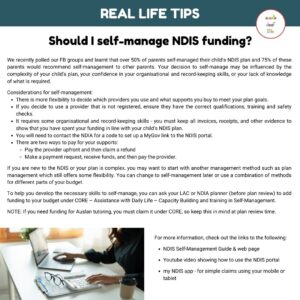 REAL LIFE TIPS
Should I self-manage NDIS funding?
We recently polled our FB groups and learnt that over 50% of parents self-managed their child's NDIS plan and 75% of these
parents would recommend self-management to other parents. Your decision to self-manage may be influenced by the
complexity of your child's plan, your confidence in your organisational and record-keeping skills, or your lack of knowledge
of what is required.
Considerations for self-management:
• There is more flexibility to decide which providers you use and what supports you buy to meet your plan goals.
• If you decide to use a provider that is not registered, ensure they have the correct qualifications, training and safety
checks.
• It requires some organisational and record-keeping skills - you must keep all invoices, receipts, and other evidence to
show that you have spent your funding in line with your child's NDIS plan.
• You will need to contact the NDIA for a code to set up a MyGov link to the NDIS portal.
• There are two ways to pay for your supports:
◦ Pay the provider upfront and then claim a refund
◦ Make a payment request, receive funds, and then pay the provider.
If you are new to the NDIS or your plan is complex, you may want to start with another management method such as plan
management which still offers some flexibility. You can change to self-management later or use a combination of methods
for different parts of your budget.
To help you develop the necessary skills to self-manage, you can ask your LAC or NDIA planner (before plan review) to add
funding to your budget under CORE – Assistance with Daily Life – Capacity Building and training in Self-Management.
NOTE: If you need funding for Auslan tutoring, you must claim it under CORE, so keep this in mind at plan review time.
For more information, check out the links to the following:
• NDIS Self-Management Guide & web page
• Youtube video showing how to use the NDIS portal
• my NDIS app - for simple claims using your mobile or
tablet